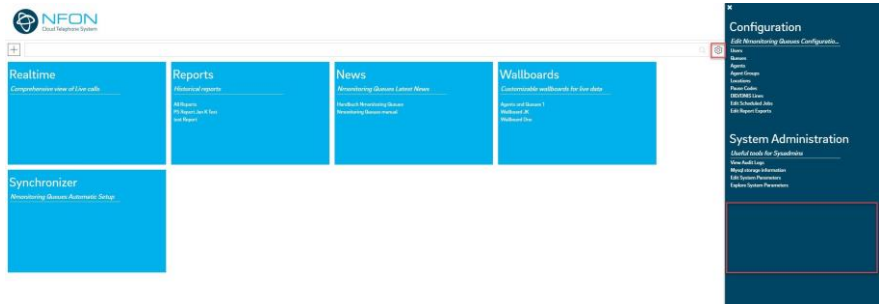 NFON
Cloud Telephone System
Realtime
Comprehensive view of Live calls
Reports
Historical reports
All Reports
PS Report Jan K Test
test Report
News
Nmonitoring Queues Latest News
Handbuch Nmonitoring Queues
Nmonitoring Queues manual
Wallboards
Customizable wallboards for live data
Agents and Queues 1
Wallboard JK
Wallboard One
Synchronizer
Nmonitoring Queues Automatic Setup
Configuration
Edit Nmonitoring Queues Configuratio...
Users
Queues
Agents
Agent Groups
Locations
Pause Codes
DID/DNIS Lines
Edit Scheduled Jobs
Edit Report Exports
System Administration
Useful tools for Sysadmins
View Audit Logs
Mysql storage information
Edit System Parameters
Explore System Parameters